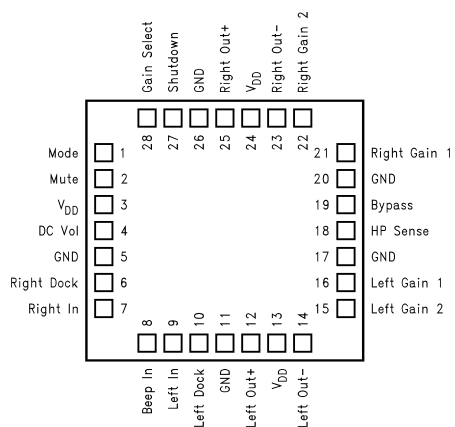 Gain Select
Shutdown
GND
Right Out+
VDD
Right Out-
Right Gain 2
28 27 26 25 24 23 22
Mode 1
Mute 2
VDD 3
DC Vol 4
GND 5
Right Dock 6
Right In 7
21 Right Gain 1
20 GND
19 Bypass
18 HP Sense
17 GND
16 Left Gain 1
15 Left Gain 2
8 9 10 11 12 13 14
Beep In
Left In
Left Dock
GND
Left Out+
VDD
Left Out-